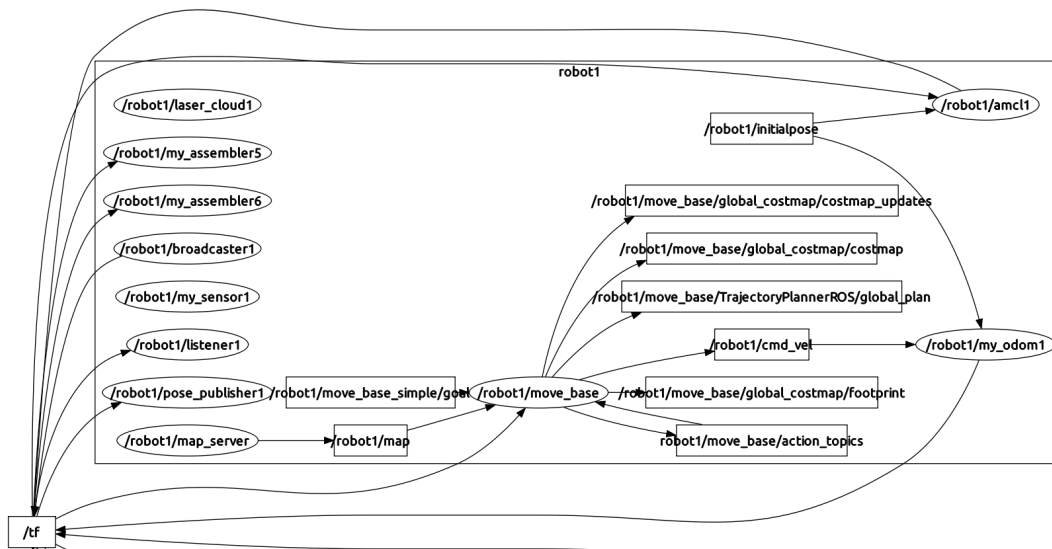 robot1
/robot1/laser_cloud1
/robot1/amcl1
/robot1/initialpose
/robot1/my_assembler5
/robot1/my_assembler6
/robot1/move_base/global_costmap/costmap_updates
/robot1/broadcaster1
/robot1/move_base/global_costmap/costmap
/robot1/my_sensor1
/robot1/move_base/TrajectoryPlannerROS/global_plan
/robot1/listener1
/robot1/cmd_vel
/robot1/my_odom1
/robot1/pose_publisher1
/robot1/move_base_simple/goal
/robot1/move_base
/robot1/move_base/global_costmap/footprint
/robot1/map_server
/robot1/map
robot1/move_base/action_topics
/tf